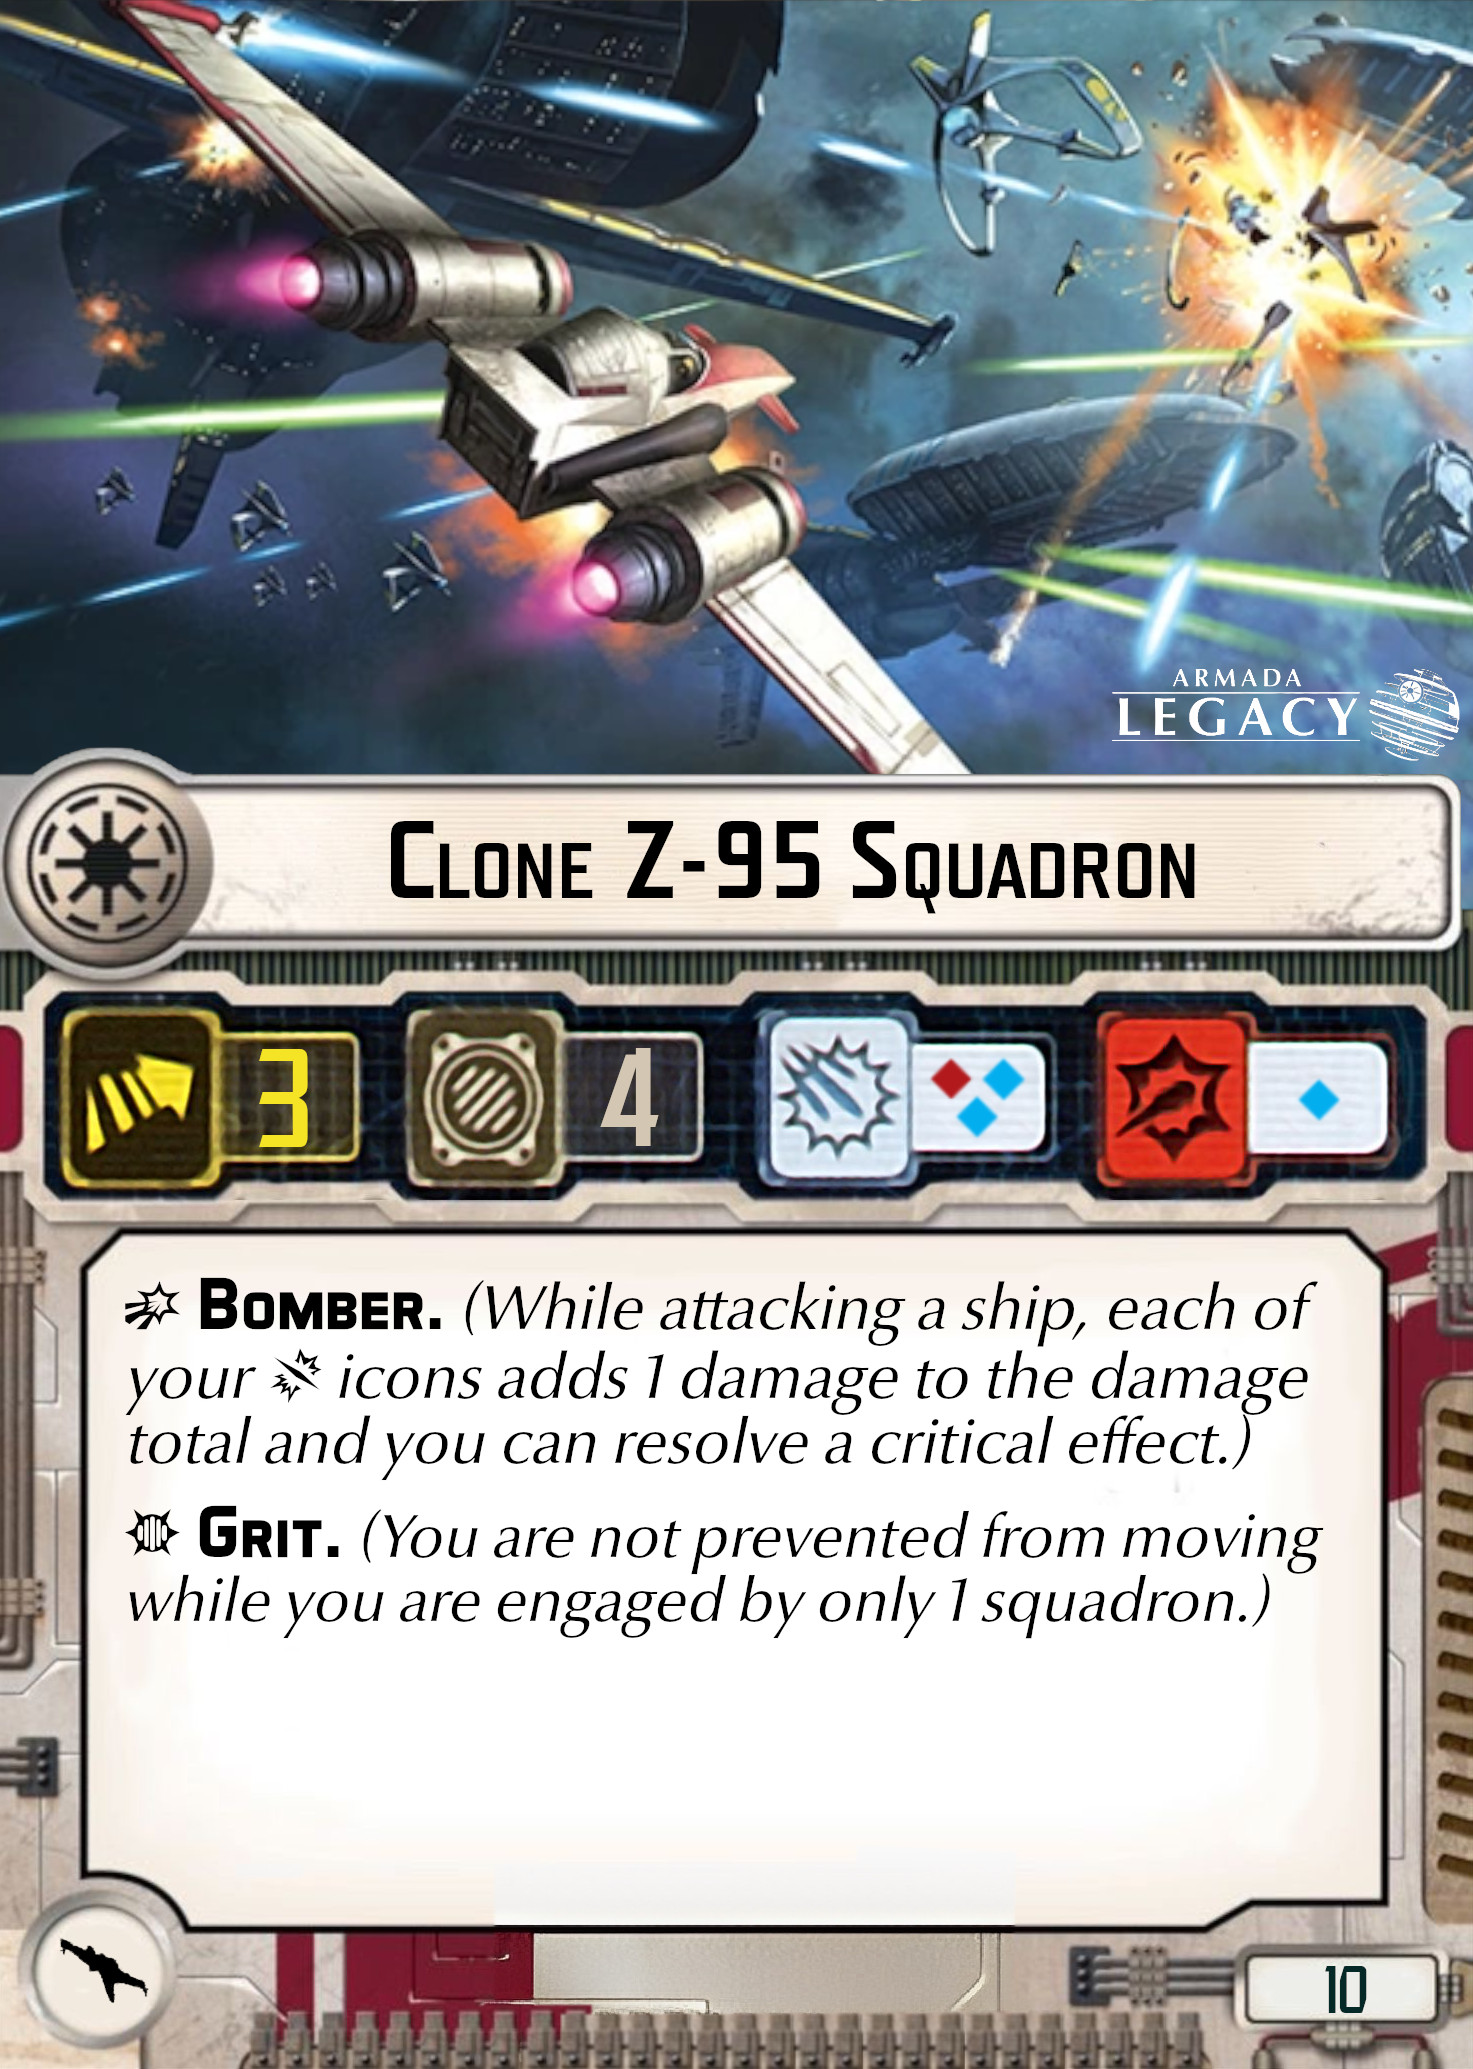 ARMADA
LEGACY
CLONE Z-95 SQUADRON
3
4
BOMBER. (While attacking a ship, each of
your icons adds 1 damage to the damage
total and you can resolve a critical effect.)
GRIT. (You are not prevented from moving
while you are engaged by only 1 squadron.)
10